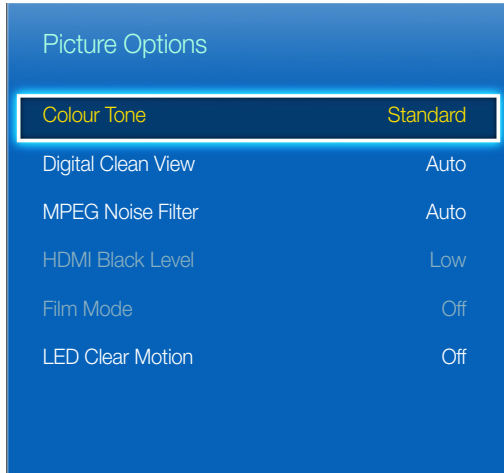 Picture Options
Colour Tone Standard
Digital Clean View Auto
MPEG Noise Filter Auto
HDMI Black Level Low
Film Mode Off
LED Clear Motion Off